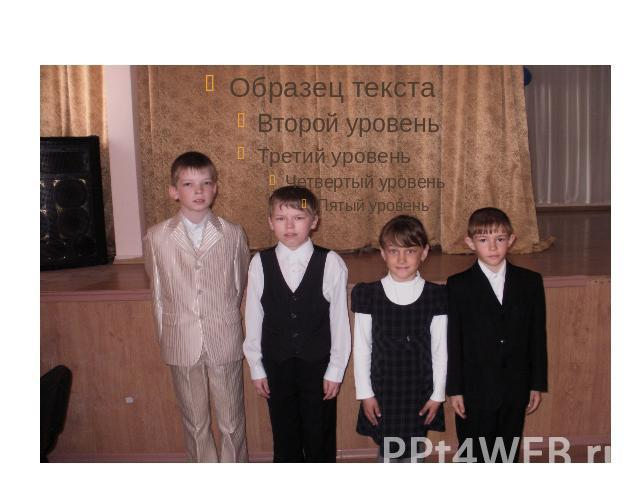 Образец текста
Второй уровень
Третий уровень
Четвертый уровень
Пятый уровень
PPt4WEB.ru